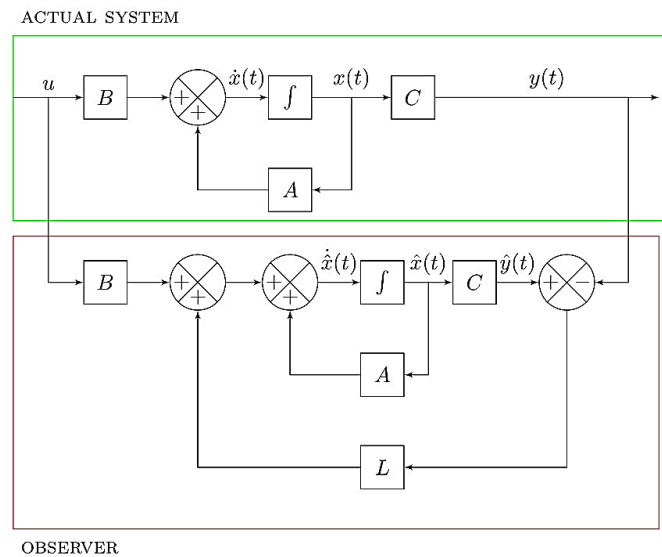 ACTUAL SYSTEM
u B + + ẋ(t) ∫ x(t) C y(t)
A
B + + + + x̂̇(t) ∫ x̂(t) C ŷ(t) + −
A
L
OBSERVER